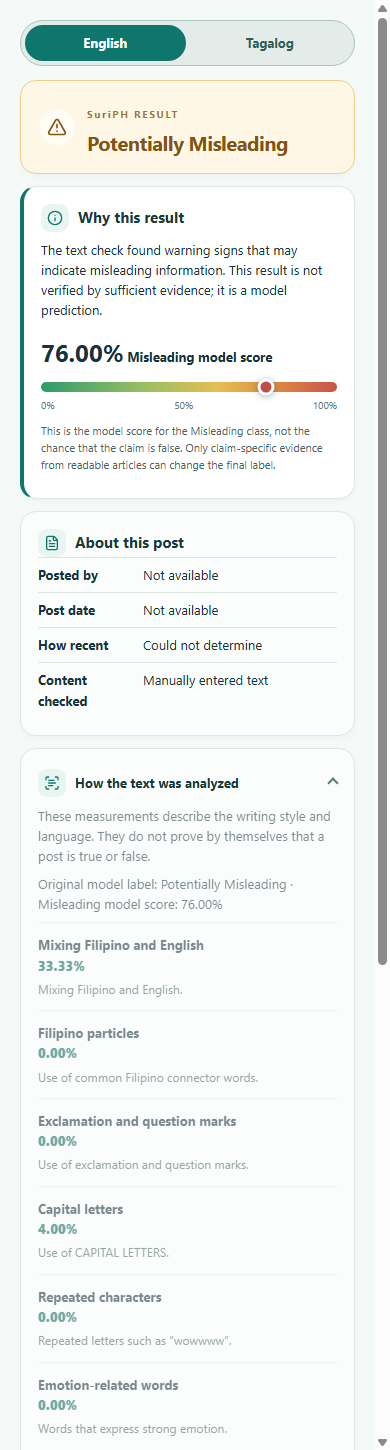 English
Tagalog
SuriPH RESULT
Potentially Misleading
Why this result
The text check found warning signs that may
indicate misleading information. This result is not
verified by sufficient evidence; it is a model
prediction.
76.00% Misleading model score
0%
50%
100%
This is the model score for the Misleading class, not the
chance that the claim is false. Only claim-specific evidence
from readable articles can change the final label.
About this post
Posted by
Not available
Post date
Not available
How recent
Could not determine
Content
checked
Manually entered text
How the text was analyzed
These measurements describe the writing style and
language. They do not prove by themselves that a
post is true or false.
Original model label: Potentially Misleading ·
Misleading model score: 76.00%
Mixing Filipino and English
33.33%
Mixing Filipino and English.
Filipino particles
0.00%
Use of common Filipino connector words.
Exclamation and question marks
0.00%
Use of exclamation and question marks.
Capital letters
4.00%
Use of CAPITAL LETTERS.
Repeated characters
0.00%
Repeated letters such as “wowwww”.
Emotion-related words
0.00%
Words that express strong emotion.